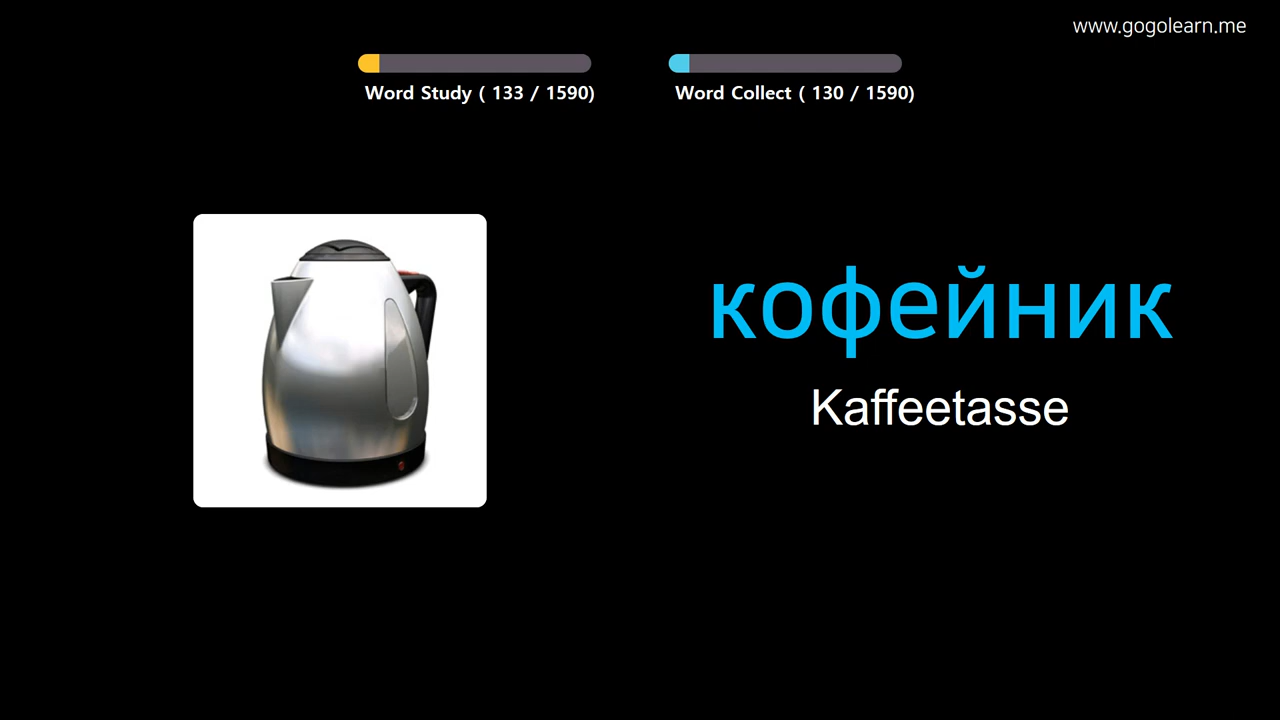 www.gogolearn.me
Word Study ( 133 / 1590)
Word Collect ( 130 / 1590)
кофейник
Kaffeetasse